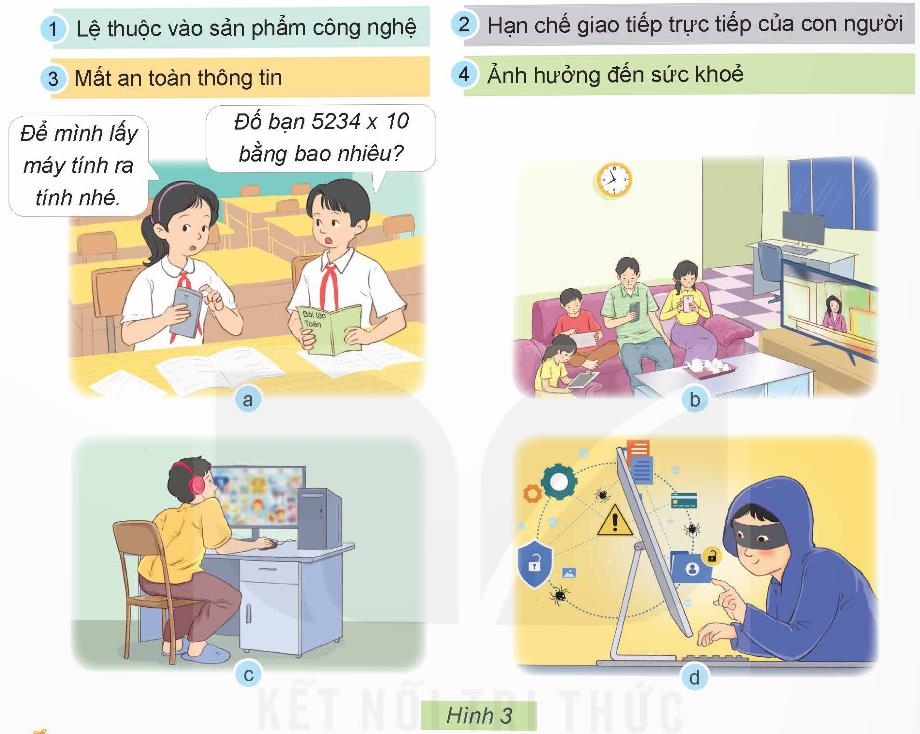 1 Lệ thuộc vào sản phẩm công nghệ
2 Hạn chế giao tiếp trực tiếp của con người
3 Mất an toàn thông tin
4 Ảnh hưởng đến sức khoẻ
Để mình lấy
máy tính ra
tính nhé.
Đố bạn 5234 x 10
bằng bao nhiêu?
Bài tập
Toán
a
b
c
d
KẾT NỐI TRI THỨC
Hình 3